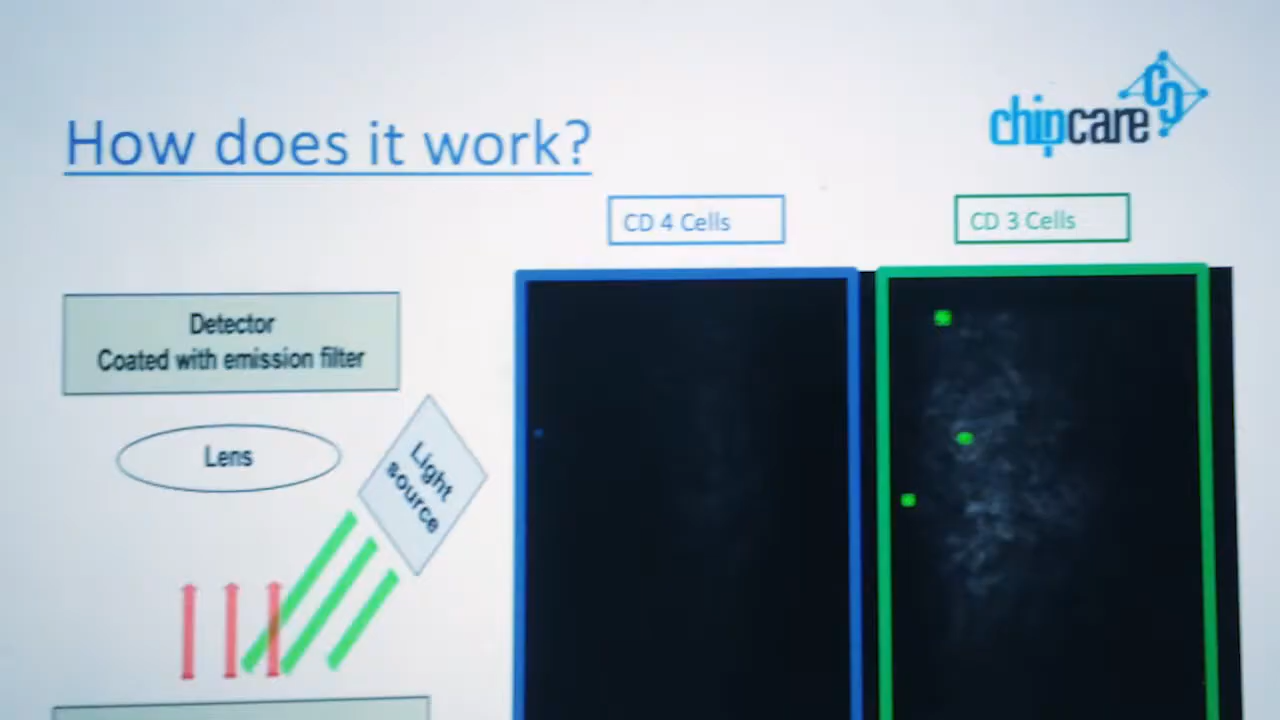 How does it work?
chipcare
CD 4 Cells
CD 3 Cells
Detector
Coated with emission filter
Lens
Light
source